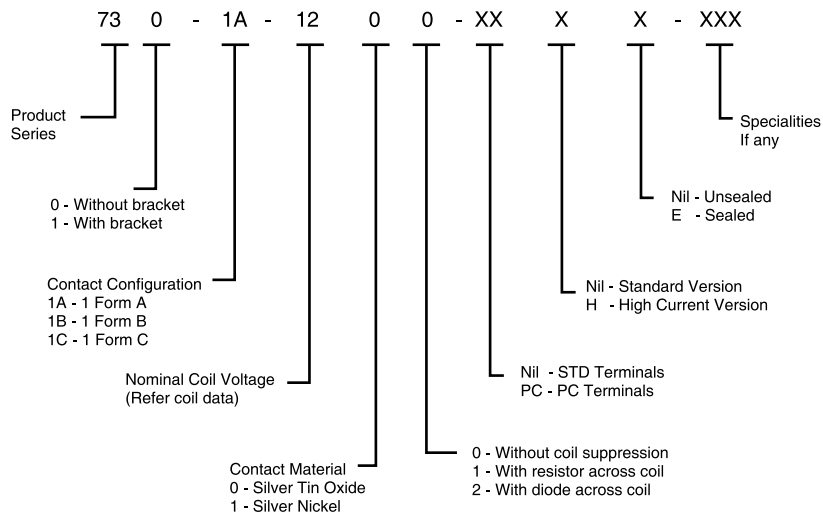 73 0 - 1A - 12 0 0 - XX X X - XXX
Product
Series
Specialities
If any
0 - Without bracket
1 - With bracket
Nil - Unsealed
E - Sealed
Contact Configuration
1A - 1 Form A
1B - 1 Form B
1C - 1 Form C
Nil - Standard Version
H - High Current Version
Nominal Coil Voltage
(Refer coil data)
Nil - STD Terminals
PC - PC Terminals
Contact Material
0 - Silver Tin Oxide
1 - Silver Nickel
0 - Without coil suppression
1 - With resistor across coil
2 - With diode across coil